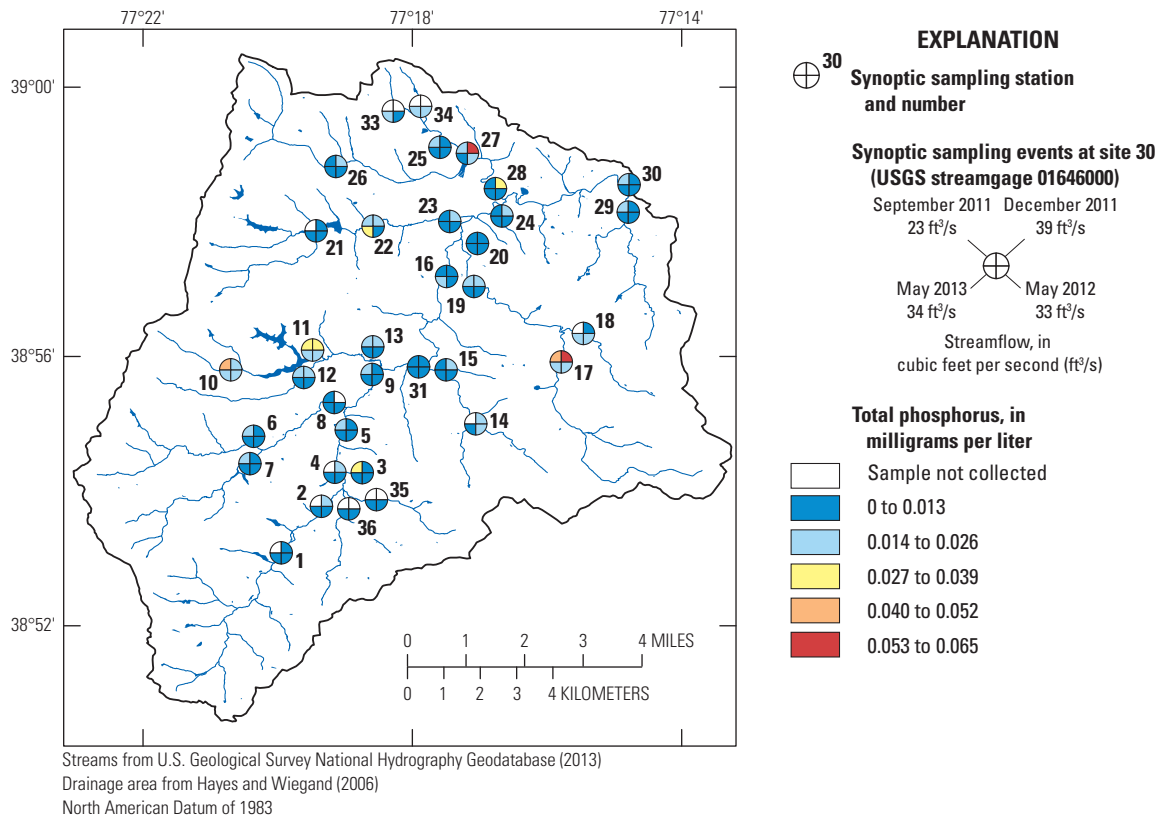 77°22' 77°18' 77°14'
39°00'
38°56'
38°52'
33 34
25 27
26
28
30
29
23
24
21 22
20
16
19
18
11 13
10 12
9 31 15
17
8
6 5 14
7
4 3
2 35
36
1
0 1 2 3 4 MILES
0 1 2 3 4 KILOMETERS
Streams from U.S. Geological Survey National Hydrography Geodatabase (2013)
Drainage area from Hayes and Wiegand (2006)
North American Datum of 1983
EXPLANATION
30
Synoptic sampling station
and number
Synoptic sampling events at site 30
(USGS streamgage 01646000)
September 2011 December 2011
23 ft³/s 39 ft³/s
May 2013 May 2012
34 ft³/s 33 ft³/s
Streamflow, in
cubic feet per second (ft³/s)
Total phosphorus, in
milligrams per liter
Sample not collected
0 to 0.013
0.014 to 0.026
0.027 to 0.039
0.040 to 0.052
0.053 to 0.065